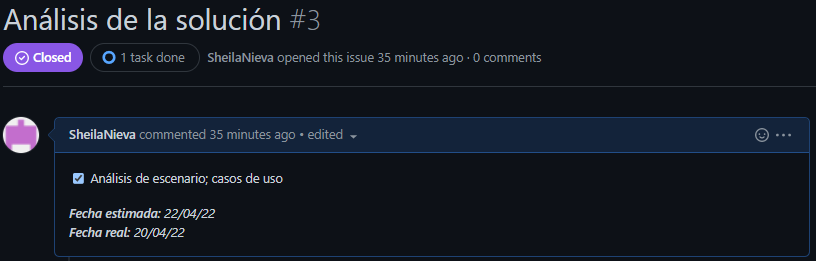 Análisis de la solución #3
Closed 1 task done SheilaNieva opened this issue 35 minutes ago · 0 comments
SheilaNieva commented 35 minutes ago • edited
Análisis de escenario; casos de uso
Fecha estimada: 22/04/22
Fecha real: 20/04/22